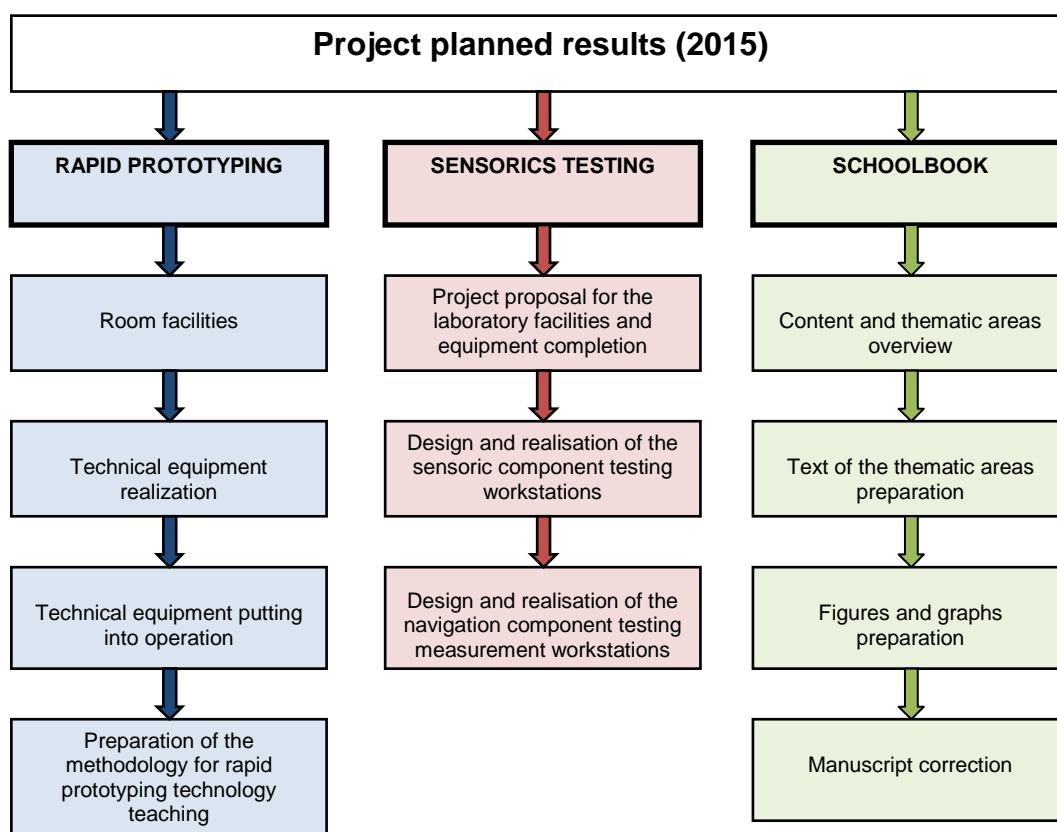 Project planned results (2015)
RAPID PROTOTYPING
SENSORICS TESTING
SCHOOLBOOK
Room facilities
Project proposal for the
laboratory facilities and
equipment completion
Content and thematic areas
overview
Technical equipment
realization
Design and realisation of the
sensoric component testing
workstations
Text of the thematic areas
preparation
Technical equipment putting
into operation
Design and realisation of the
navigation component testing
measurement workstations
Figures and graphs
preparation
Preparation of the
methodology for rapid
prototyping technology
teaching
Manuscript correction